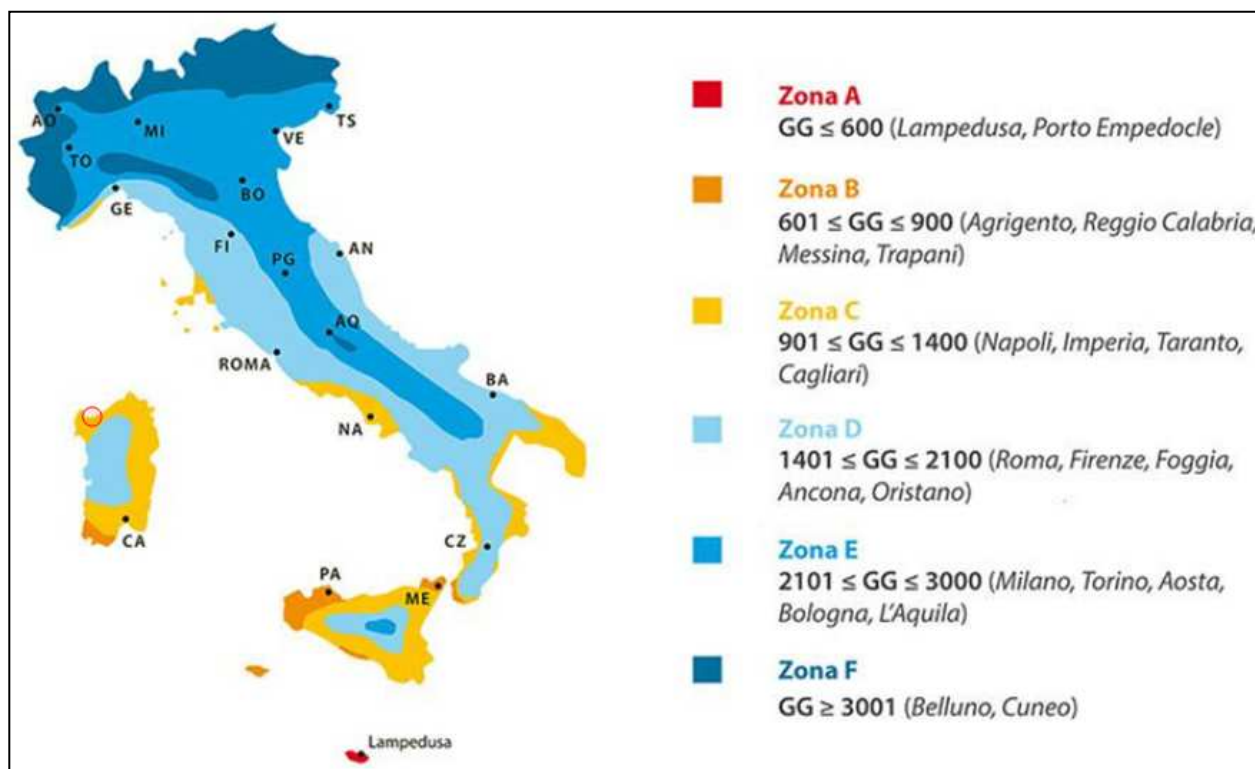 AO
MI
TS
VE
TO
BO
GE
FI
AN
PG
AQ
ROMA
BA
NA
CA
CZ
PA
ME
Lampedusa
Zona A
GG ≤ 600 (Lampedusa, Porto Empedocle)
Zona B
601 ≤ GG ≤ 900 (Agrigento, Reggio Calabria,
Messina, Trapani)
Zona C
901 ≤ GG ≤ 1400 (Napoli, Imperia, Taranto,
Cagliari)
Zona D
1401 ≤ GG ≤ 2100 (Roma, Firenze, Foggia,
Ancona, Oristano)
Zona E
2101 ≤ GG ≤ 3000 (Milano, Torino, Aosta,
Bologna, L'Aquila)
Zona F
GG ≥ 3001 (Belluno, Cuneo)